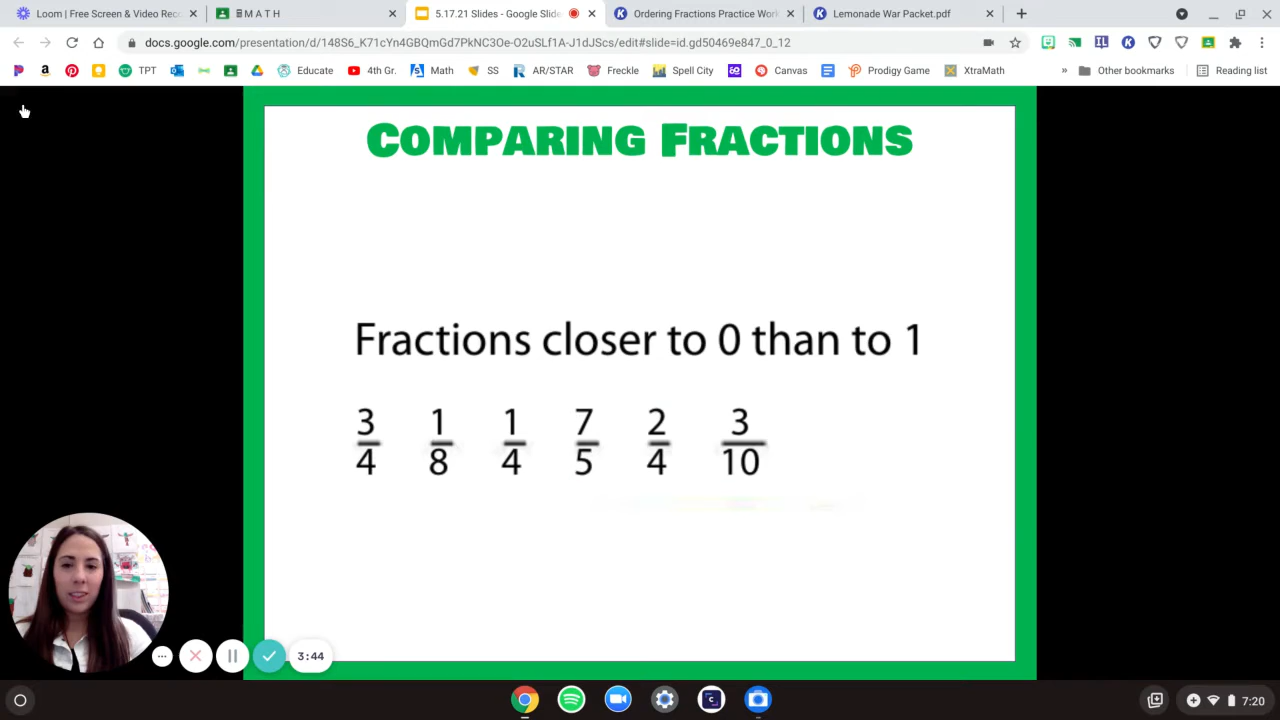 Loom | Free Screen & Video Reco
M A T H
5.17.21 Slides - Google Slide
Ordering Fractions Practice Work
Lemonade War Packet.pdf
docs.google.com/presentation/d/148S6_K71cYn4GBQmGd7PkNC3Oe-O2uSLf1A-J1dJScs/edit#slide=id.gd50469e847_0_12
TPT Educate 4th Gr. Math SS AR/STAR Freckle Spell City Canvas Prodigy Game XtraMath » Other bookmarks Reading list
COMPARING FRACTIONS
Fractions closer to 0 than to 1
3 1 1 7 2 3
4 8 4 5 4 10
3:44
7:20